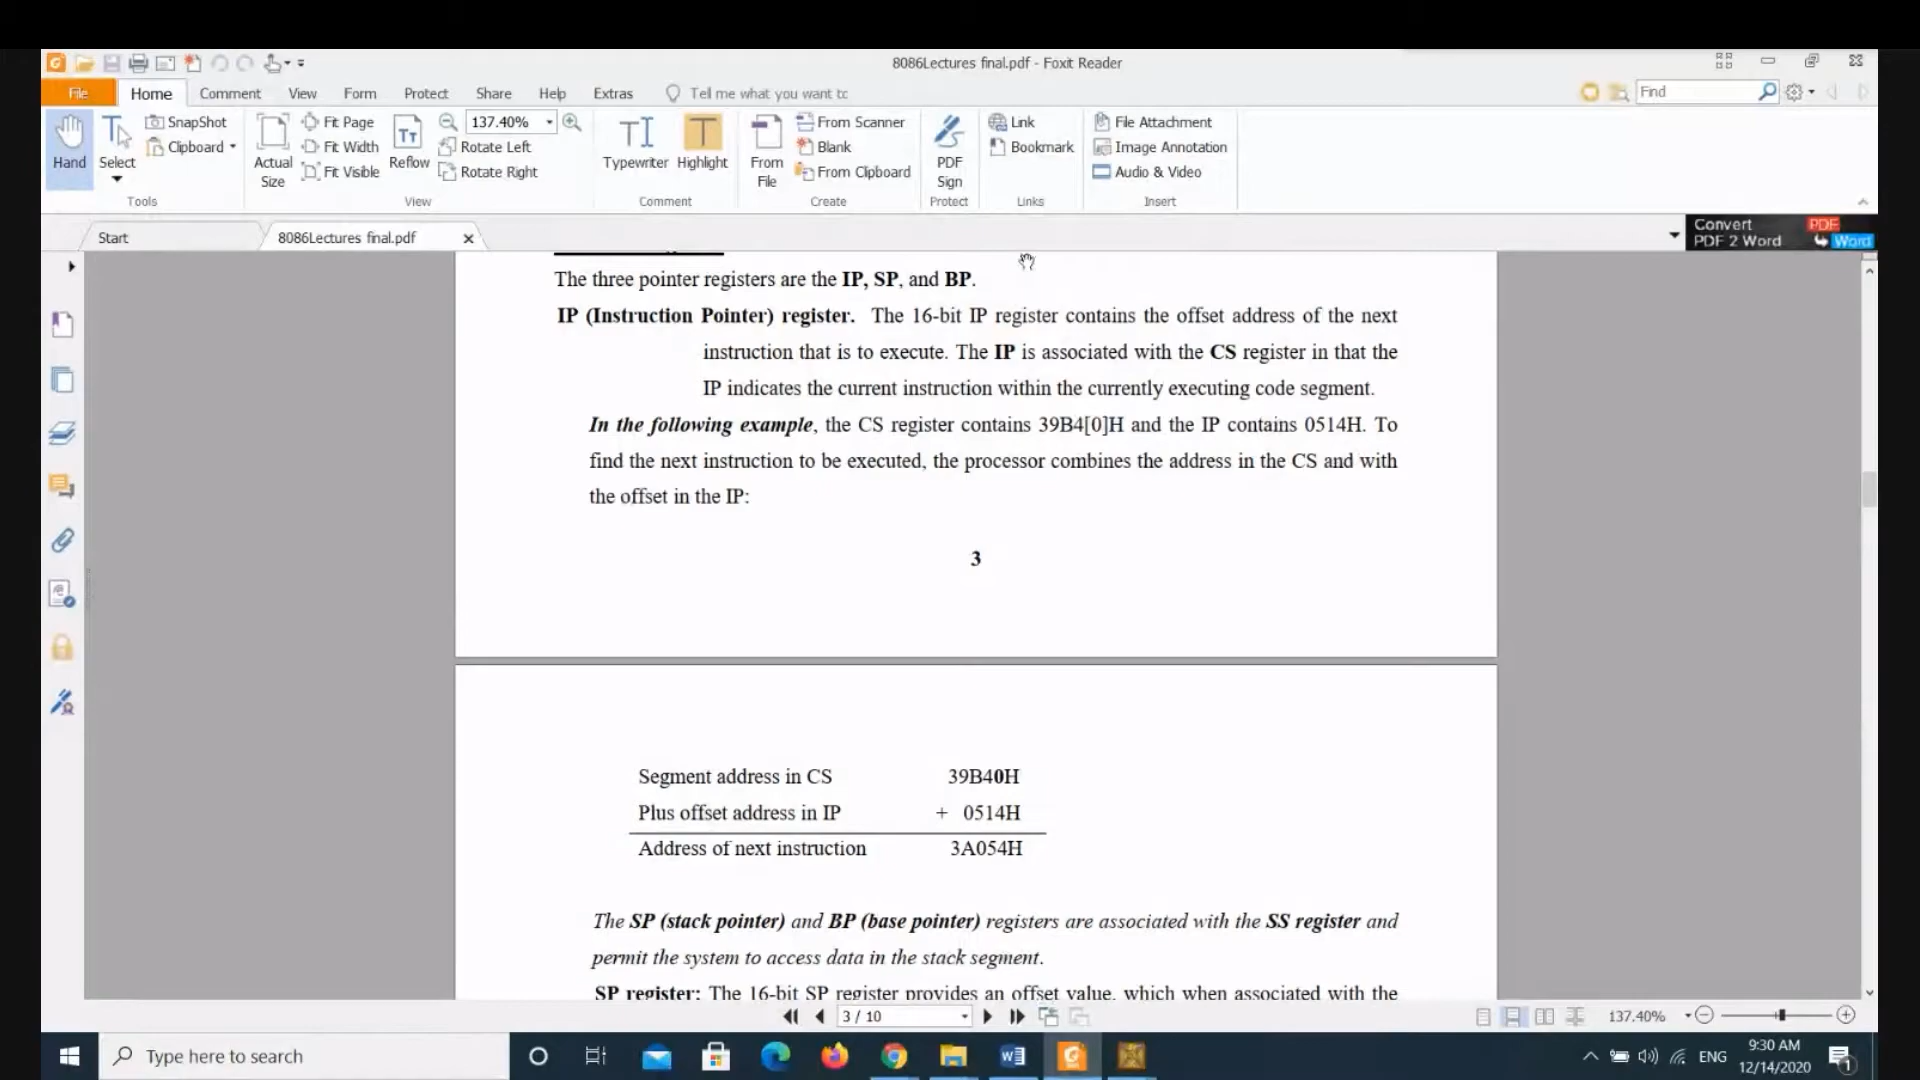 8086Lectures final.pdf - Foxit Reader
File Home Comment View Form Protect Share Help Extras Tell me what you want tc Find
Hand
Select
SnapShot
Clipboard
Tools
Actual Size
Fit Page
Fit Width
Fit Visible
Reflow
137.40%
Rotate Left
Rotate Right
View
Typewriter
Highlight
Comment
From File
From Scanner
Blank
From Clipboard
Create
PDF Sign
Protect
Link
Bookmark
Links
File Attachment
Image Annotation
Audio & Video
Insert
Start
8086Lectures final.pdf
Convert PDF
PDF 2 Word Word
The three pointer registers are the IP, SP, and BP.
IP (Instruction Pointer) register. The 16-bit IP register contains the offset address of the next
instruction that is to execute. The IP is associated with the CS register in that the
IP indicates the current instruction within the currently executing code segment.
In the following example, the CS register contains 39B4[0]H and the IP contains 0514H. To
find the next instruction to be executed, the processor combines the address in the CS and with
the offset in the IP:
3
Segment address in CS 39B40H
Plus offset address in IP + 0514H
Address of next instruction 3A054H
The SP (stack pointer) and BP (base pointer) registers are associated with the SS register and
permit the system to access data in the stack segment.
SP register: The 16-bit SP register provides an offset value, which when associated with the
3 / 10
137.40%
Type here to search
ENG
9:30 AM
12/14/2020
1